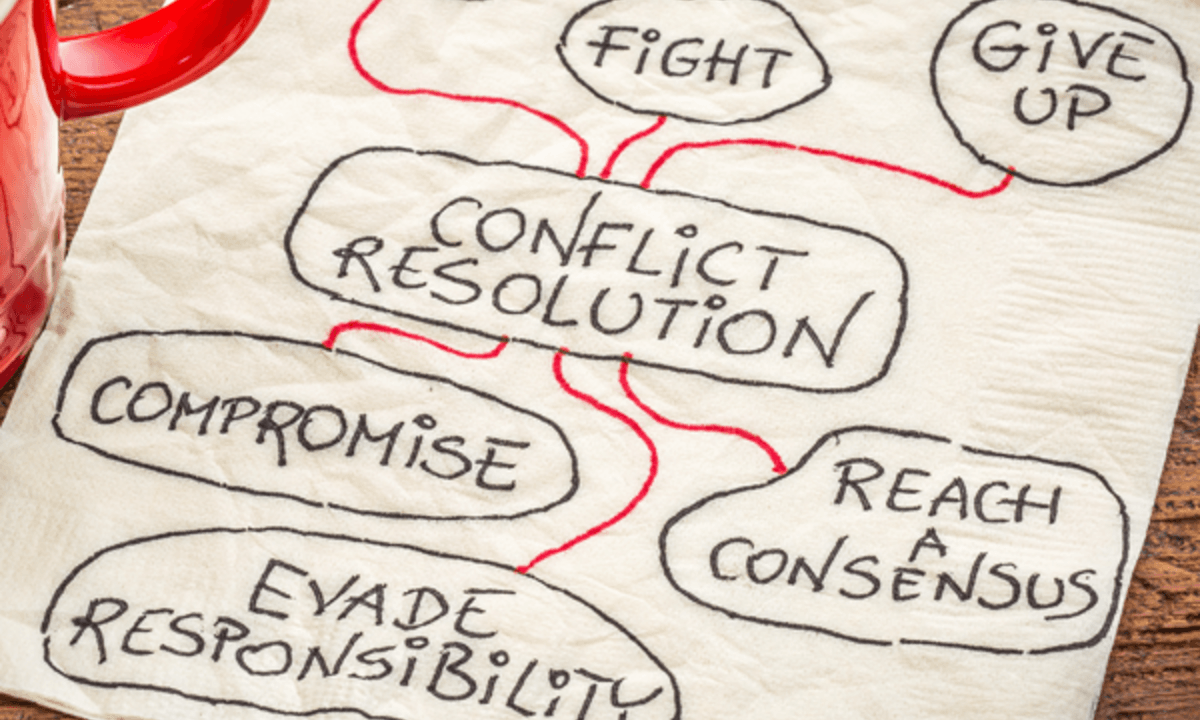 FiGHT
GiVE
UP
CONFLiCT
RESOLUTiON
COMPROMiSE
REACH
A
CONSENSUS
EVADE
RESPONSiBiLiTY